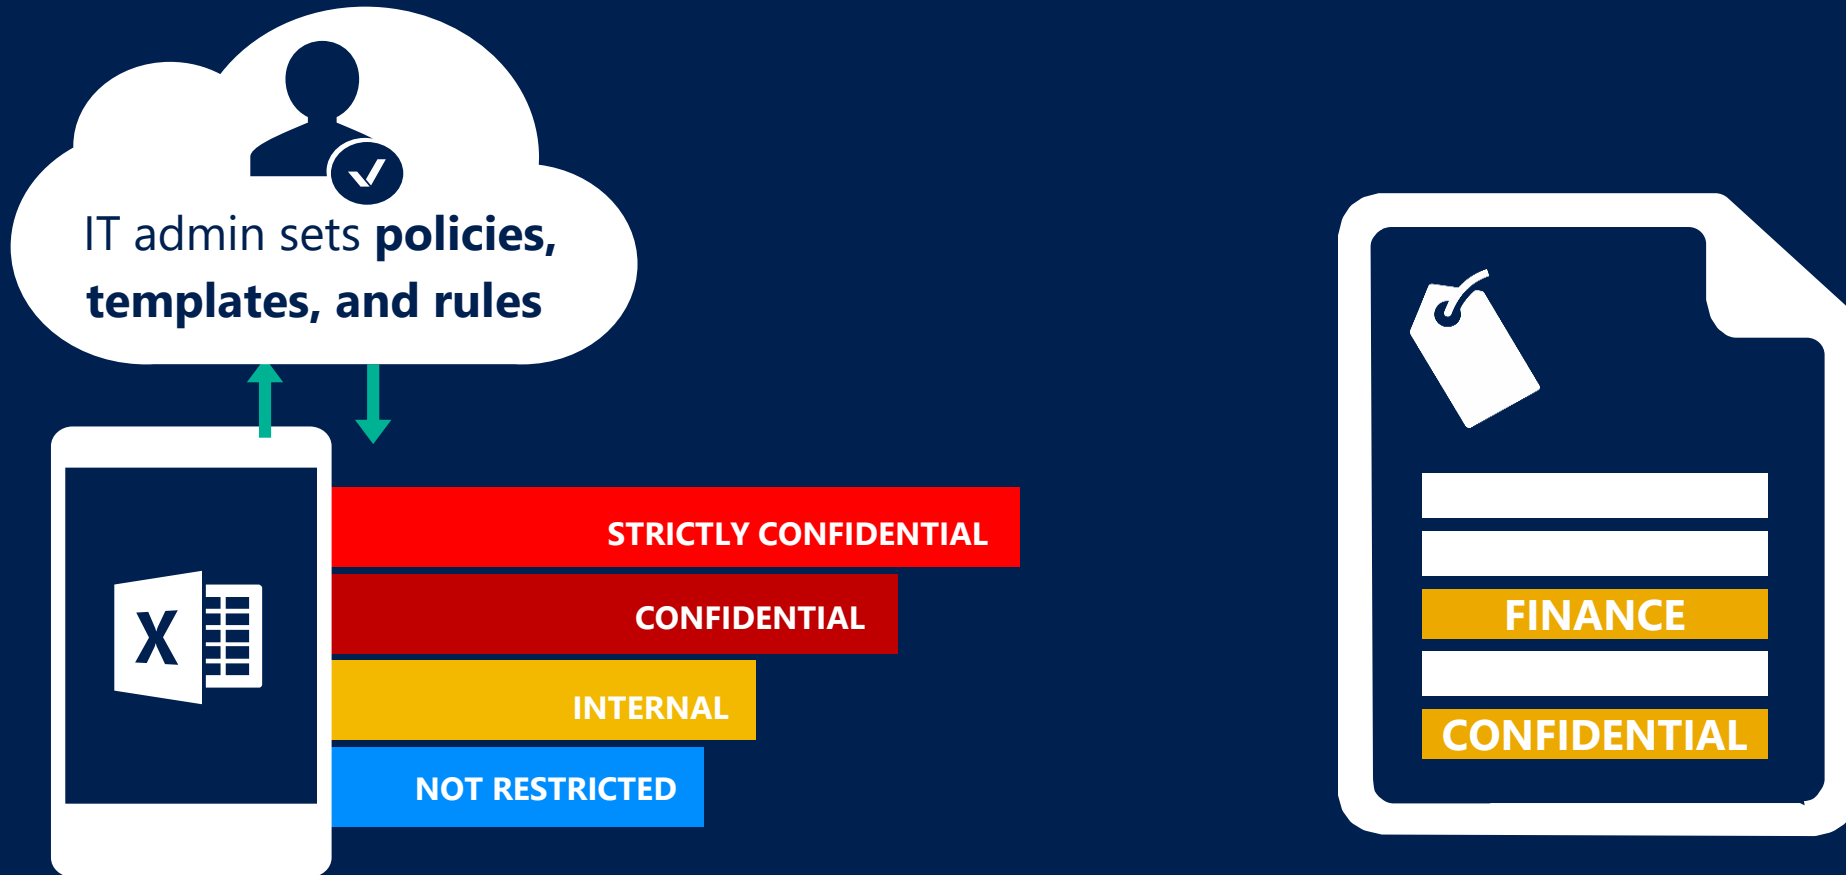 IT admin sets policies,
templates, and rules
X
STRICTLY CONFIDENTIAL
CONFIDENTIAL
INTERNAL
NOT RESTRICTED
FINANCE
CONFIDENTIAL